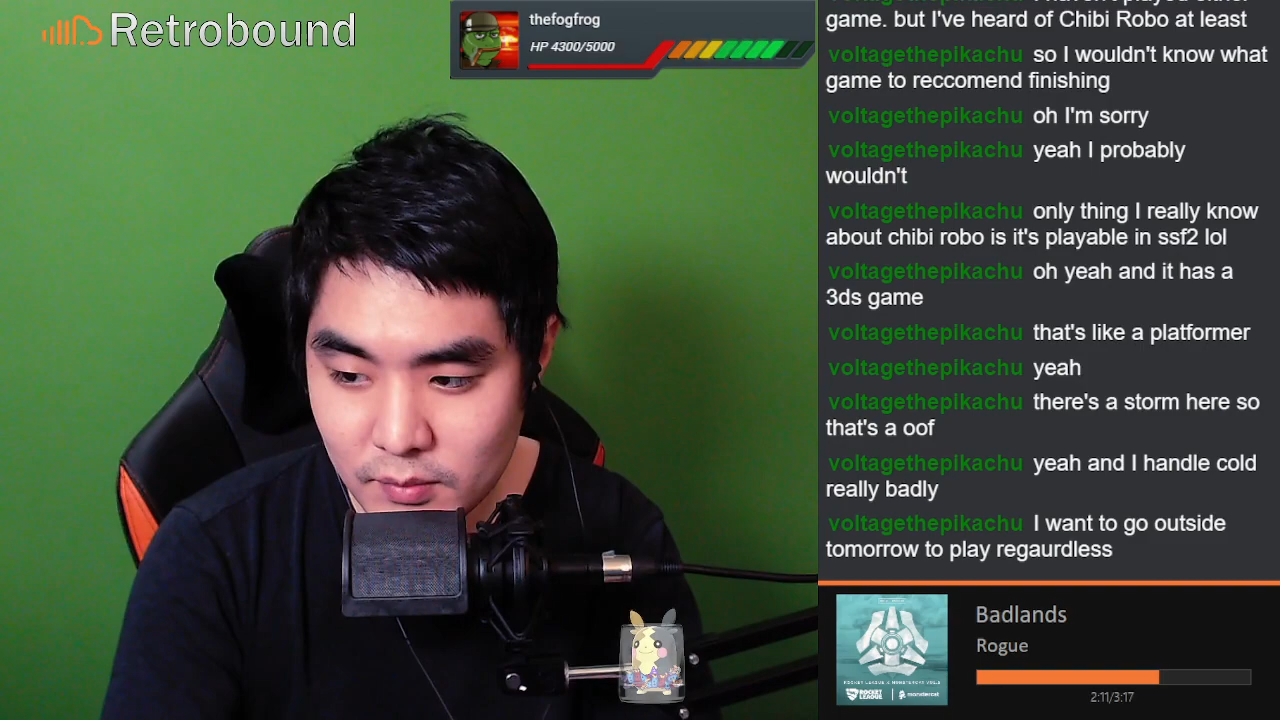 Retrobound
thefogfrog
HP 4300/5000
game. but I've heard of Chibi Robo at least
voltagethepikachu so I wouldn't know what
game to reccomend finishing
voltagethepikachu oh I'm sorry
voltagethepikachu yeah I probably
wouldn't
voltagethepikachu only thing I really know
about chibi robo is it's playable in ssf2 lol
voltagethepikachu oh yeah and it has a
3ds game
voltagethepikachu that's like a platformer
voltagethepikachu yeah
voltagethepikachu there's a storm here so
that's a oof
voltagethepikachu yeah and I handle cold
really badly
voltagethepikachu I want to go outside
tomorrow to play regaurdless
Badlands
Rogue
2:11/3:17
ROCKET LEAGUE
monstercat